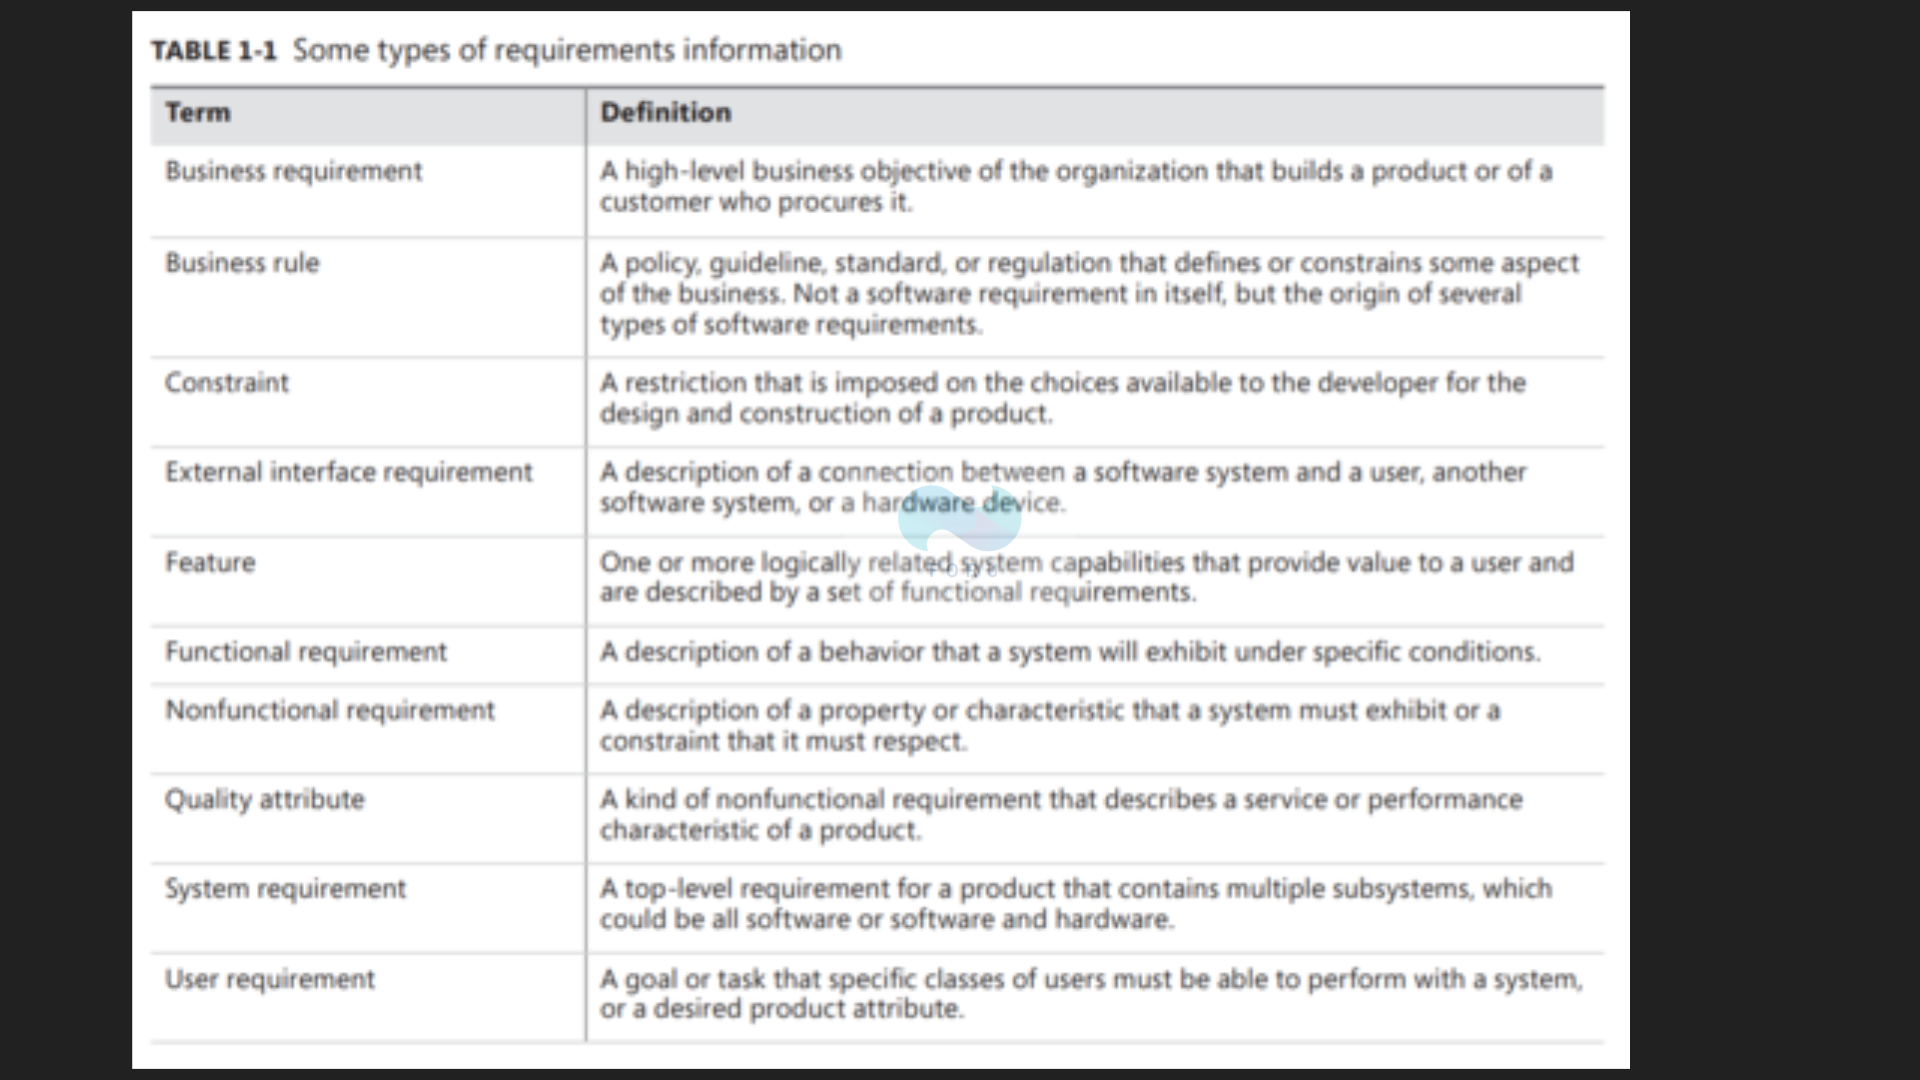 TABLE 1-1 Some types of requirements information
Term
Definition
Business requirement
A high-level business objective of the organization that builds a product or of a
customer who procures it.
Business rule
A policy, guideline, standard, or regulation that defines or constrains some aspect
of the business. Not a software requirement in itself, but the origin of several
types of software requirements.
Constraint
A restriction that is imposed on the choices available to the developer for the
design and construction of a product.
External interface requirement
A description of a connection between a software system and a user, another
software system, or a hardware device.
Feature
One or more logically related system capabilities that provide value to a user and
are described by a set of functional requirements.
Functional requirement
A description of a behavior that a system will exhibit under specific conditions.
Nonfunctional requirement
A description of a property or characteristic that a system must exhibit or a
constraint that it must respect.
Quality attribute
A kind of nonfunctional requirement that describes a service or performance
characteristic of a product.
System requirement
A top-level requirement for a product that contains multiple subsystems, which
could be all software or software and hardware.
User requirement
A goal or task that specific classes of users must be able to perform with a system,
or a desired product attribute.